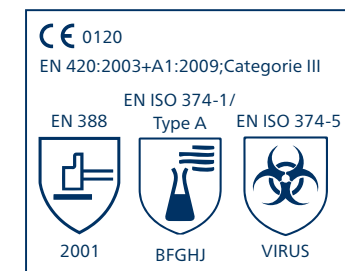 CE 0120
EN 420:2003+A1:2009;Categorie III
EN 388
EN ISO 374-1/
Type A
EN ISO 374-5
2001
BFGHJ
VIRUS